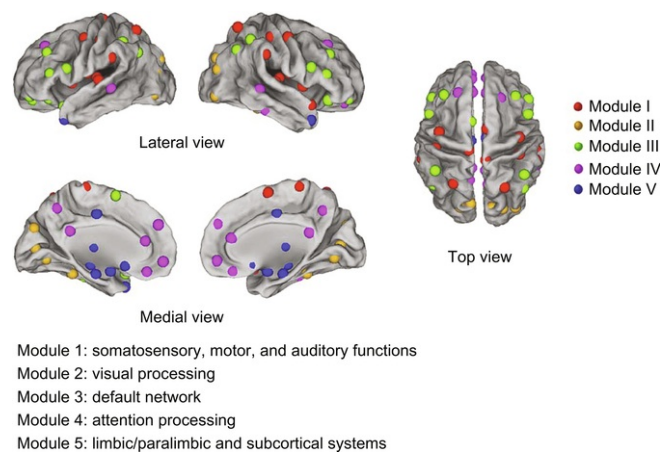 Lateral view
Module I
Module II
Module III
Module IV
Module V
Top view
Medial view
Module 1: somatosensory, motor, and auditory functions
Module 2: visual processing
Module 3: default network
Module 4: attention processing
Module 5: limbic/paralimbic and subcortical systems